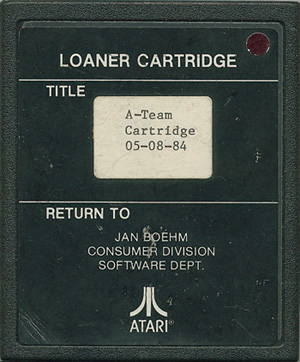 LOANER CARTRIDGE
TITLE
A-Team
Cartridge
05-08-84
RETURN TO
JAN BOEHM
CONSUMER DIVISION
SOFTWARE DEPT.
ATARI®